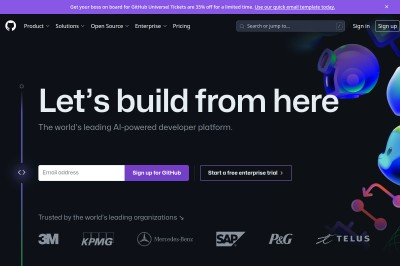 Get your boss on board for GitHub Universe! Tickets are 35% off for a limited time. Use our quick email template today.
Product Solutions Open Source Enterprise Pricing
Search or jump to...
Sign in
Sign up
Let's build from here
The world's leading AI-powered developer platform.
Email address
Sign up for GitHub
Start a free enterprise trial
Trusted by the world's leading organizations ↘
3M
KPMG
Mercedes-Benz
SAP
P&G
TELUS